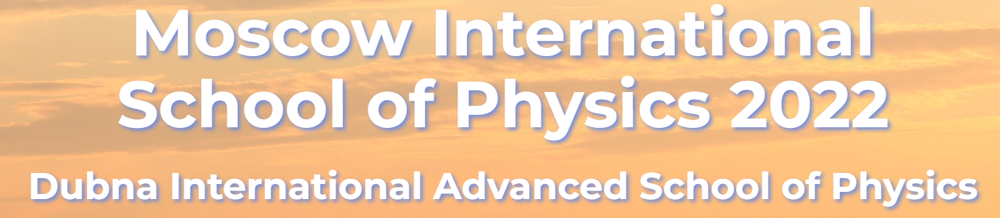 Moscow International
School of Physics 2022
Dubna International Advanced School of Physics